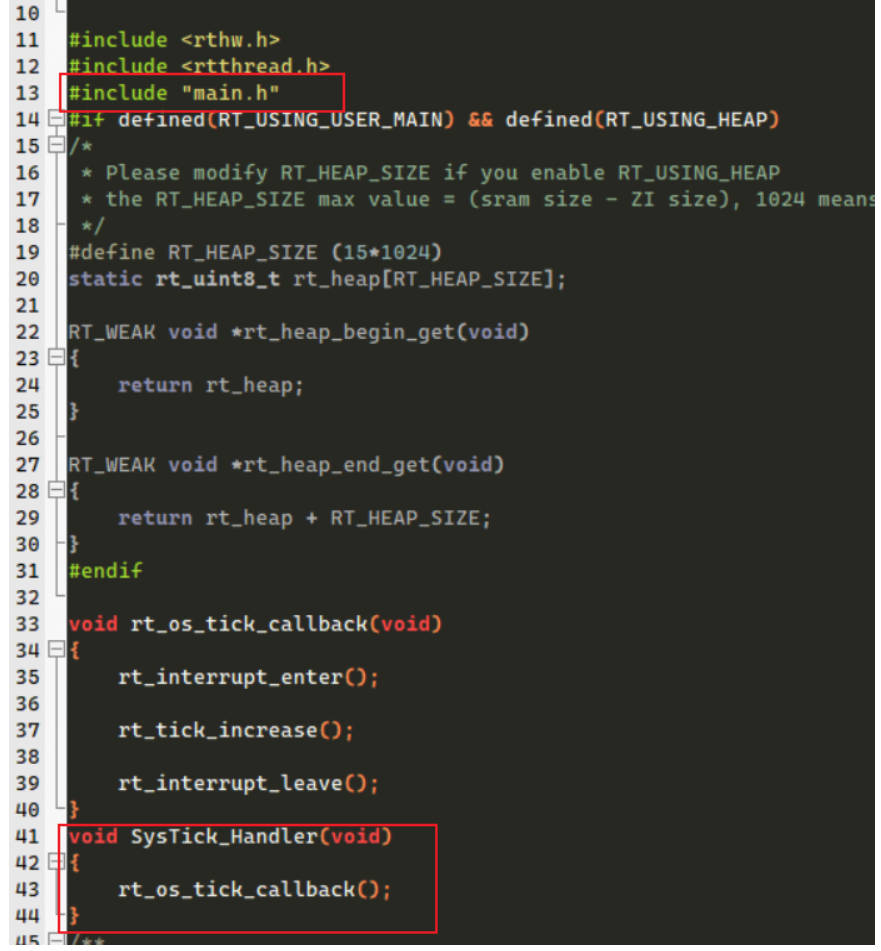 10
11 #include <rthw.h>
12 #include <rtthread.h>
13 #include "main.h"
14 #if defined(RT_USING_USER_MAIN) && defined(RT_USING_HEAP)
15 /*
16  * Please modify RT_HEAP_SIZE if you enable RT_USING_HEAP
17  * the RT_HEAP_SIZE max value = (sram size - ZI size), 1024 means
18  */
19 #define RT_HEAP_SIZE (15*1024)
20 static rt_uint8_t rt_heap[RT_HEAP_SIZE];
21
22 RT_WEAK void *rt_heap_begin_get(void)
23 {
24     return rt_heap;
25 }
26
27 RT_WEAK void *rt_heap_end_get(void)
28 {
29     return rt_heap + RT_HEAP_SIZE;
30 }
31 #endif
32
33 void rt_os_tick_callback(void)
34 {
35     rt_interrupt_enter();
36
37     rt_tick_increase();
38
39     rt_interrupt_leave();
40 }
41 void SysTick_Handler(void)
42 {
43     rt_os_tick_callback();
44 }
45 /**